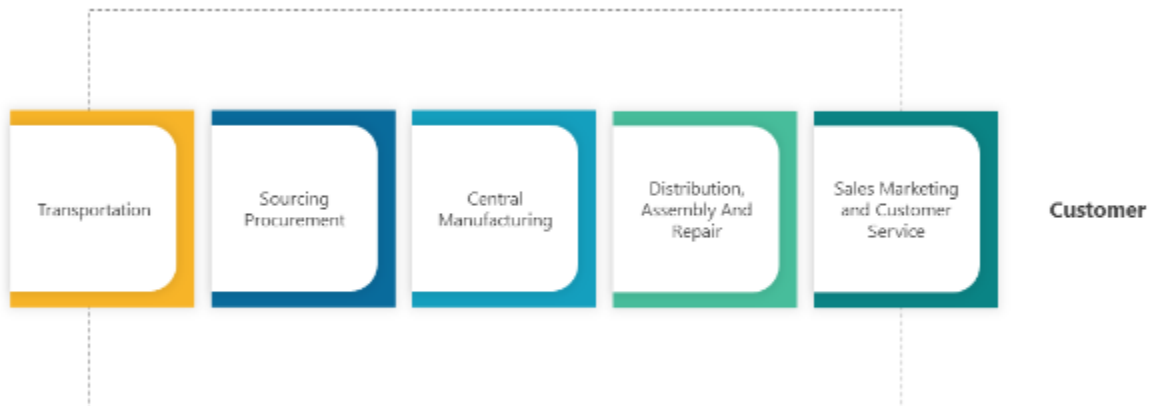 Transportation
Sourcing
Procurement
Central
Manufacturing
Distribution,
Assembly And
Repair
Sales Marketing
and Customer
Service
Customer